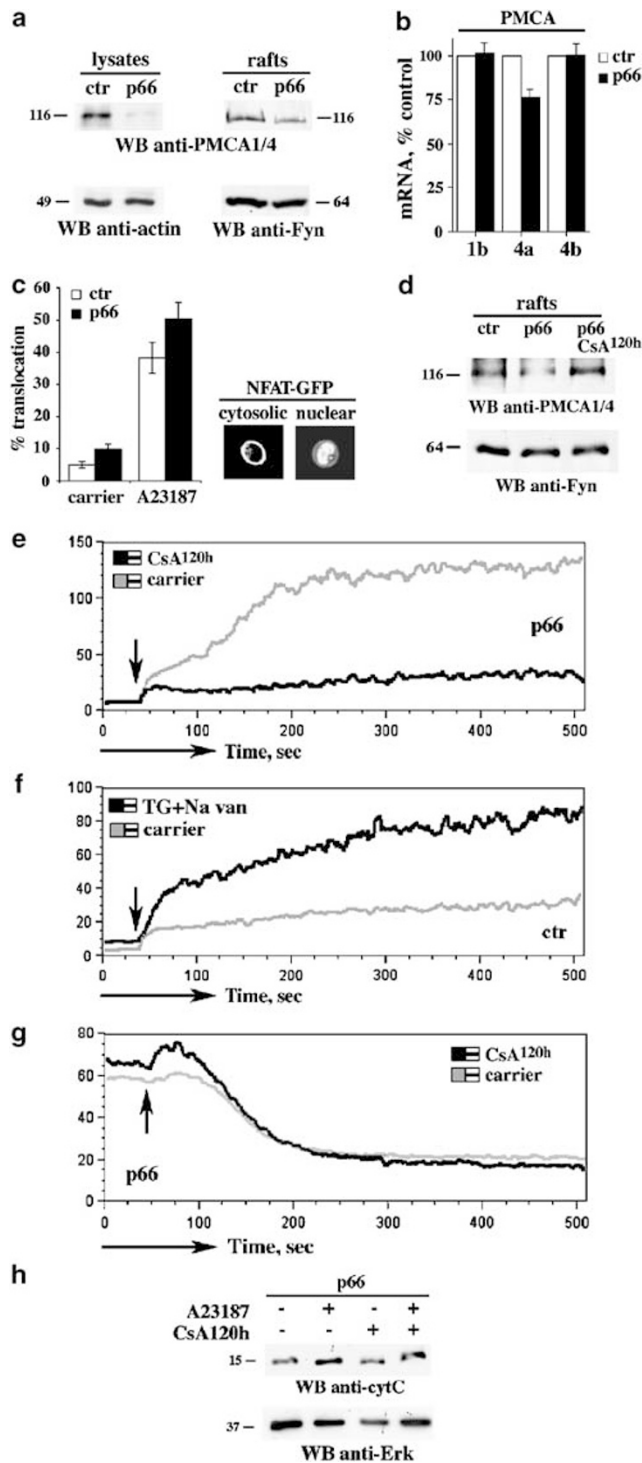 a
lysates
rafts
ctr p66
ctr p66
116
116
WB anti-PMCA1/4
49
64
WB anti-actin
WB anti-Fyn
b
PMCA
ctr
p66
mRNA, % control
100
75
50
25
0
1b 4a 4b
c
ctr
p66
% translocation
60
50
40
30
20
10
0
carrier A23187
NFAT-GFP
cytosolic nuclear
d
rafts
ctr p66 p66
CsA120h
116
WB anti-PMCA1/4
64
WB anti-Fyn
e
150
100
50
0
CsA120h
carrier
p66
0 100 200 300 400 500
Time, sec
f
100
80
60
40
20
0
TG+Na van
carrier
ctr
0 100 200 300 400 500
Time, sec
g
80
60
40
20
0
CsA120h
carrier
p66
0 100 200 300 400 500
Time, sec
h
p66
A23187 - + - +
CsA120h - - + +
15
WB anti-cytC
37
WB anti-Erk